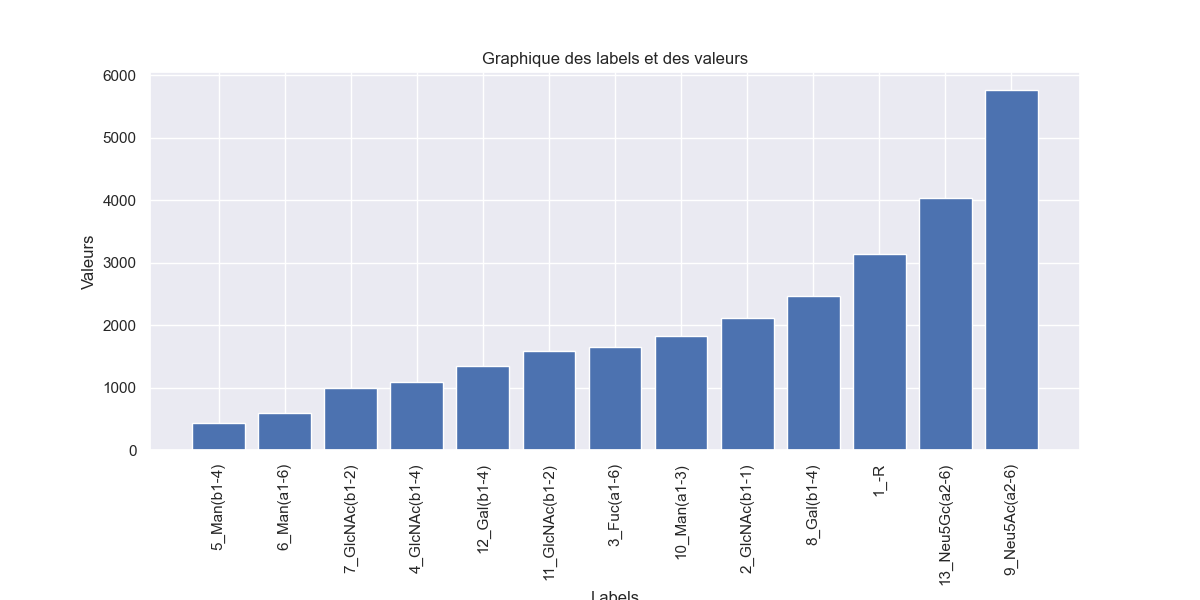 Graphique des labels et des valeurs
6000
5000
4000
3000
2000
1000
0
Valeurs
5_Man(b1-4)
6_Man(a1-6)
7_GlcNAc(b1-2)
4_GlcNAc(b1-4)
12_Gal(b1-4)
11_GlcNAc(b1-2)
3_Fuc(a1-6)
10_Man(a1-3)
2_GlcNAc(b1-1)
8_Gal(b1-4)
1_-R
13_Neu5Gc(a2-6)
9_Neu5Ac(a2-6)
Labels